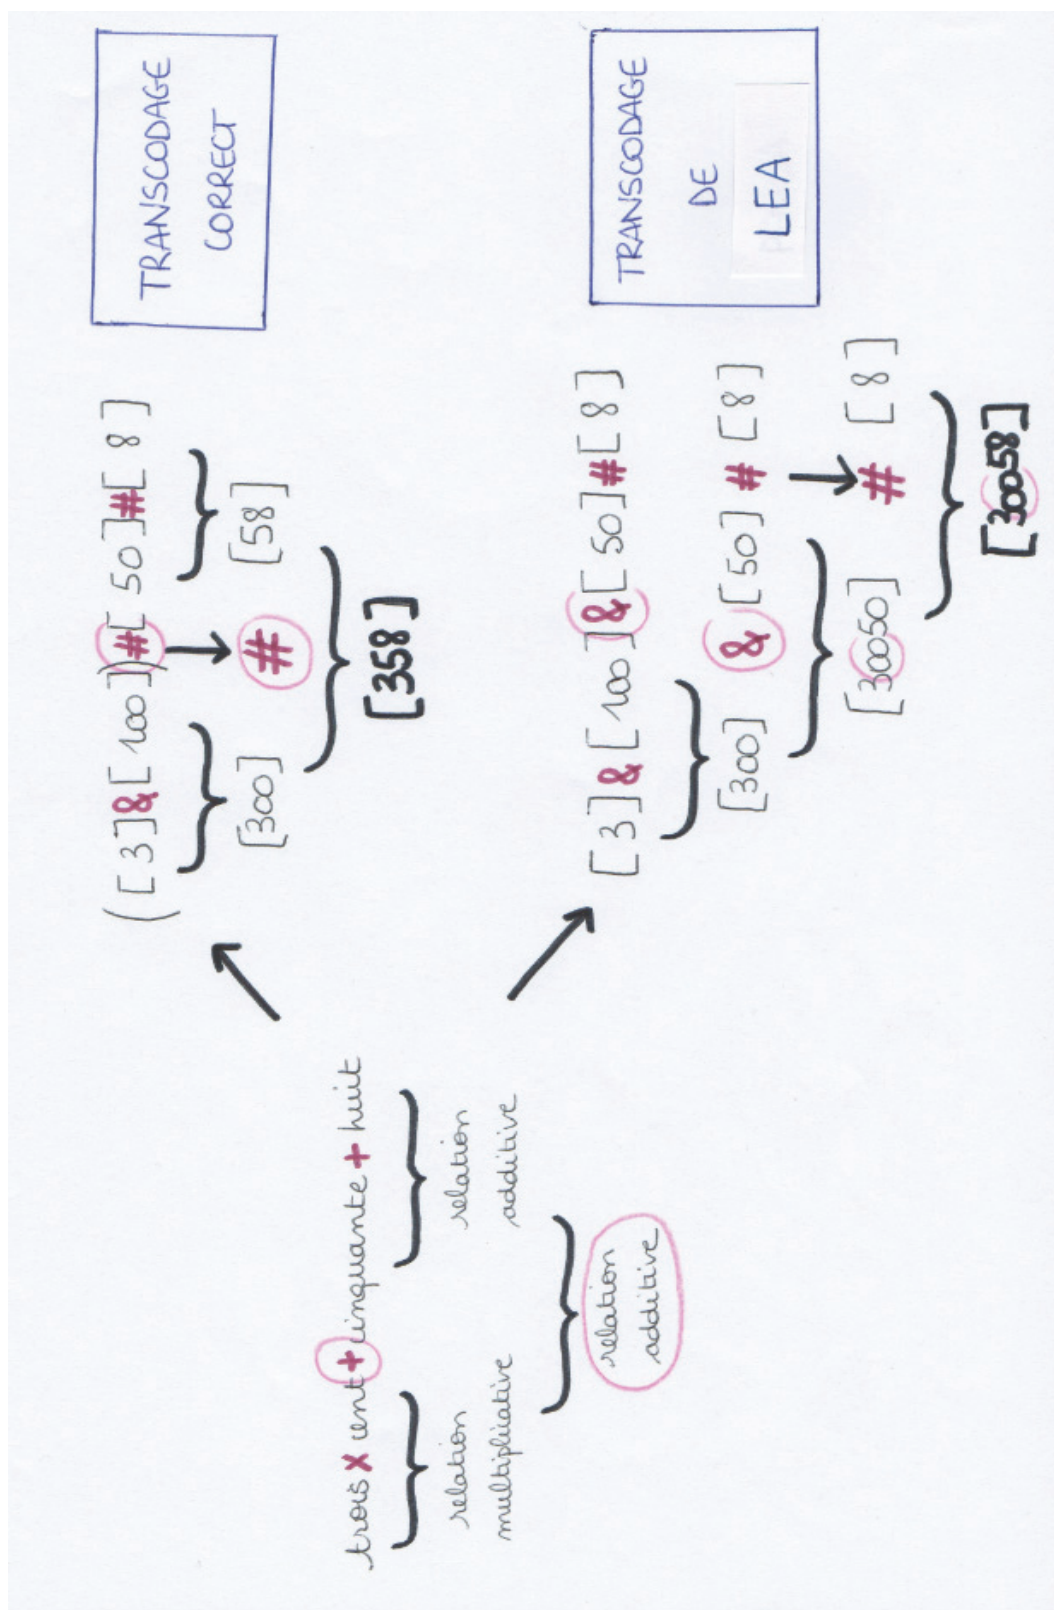 TRANSCODAGE
CORRECT
([3]&[100])#[50]#[8]
[300] # [58]
[358]
trois x cent + cinquante + huit
relation
multiplicative
relation
additive
relation
additive
TRANSCODAGE
DE
LEA
[3]&[100]&[50]#[8]
[300] & [50] # [8]
[30050] # [8]
[30058]